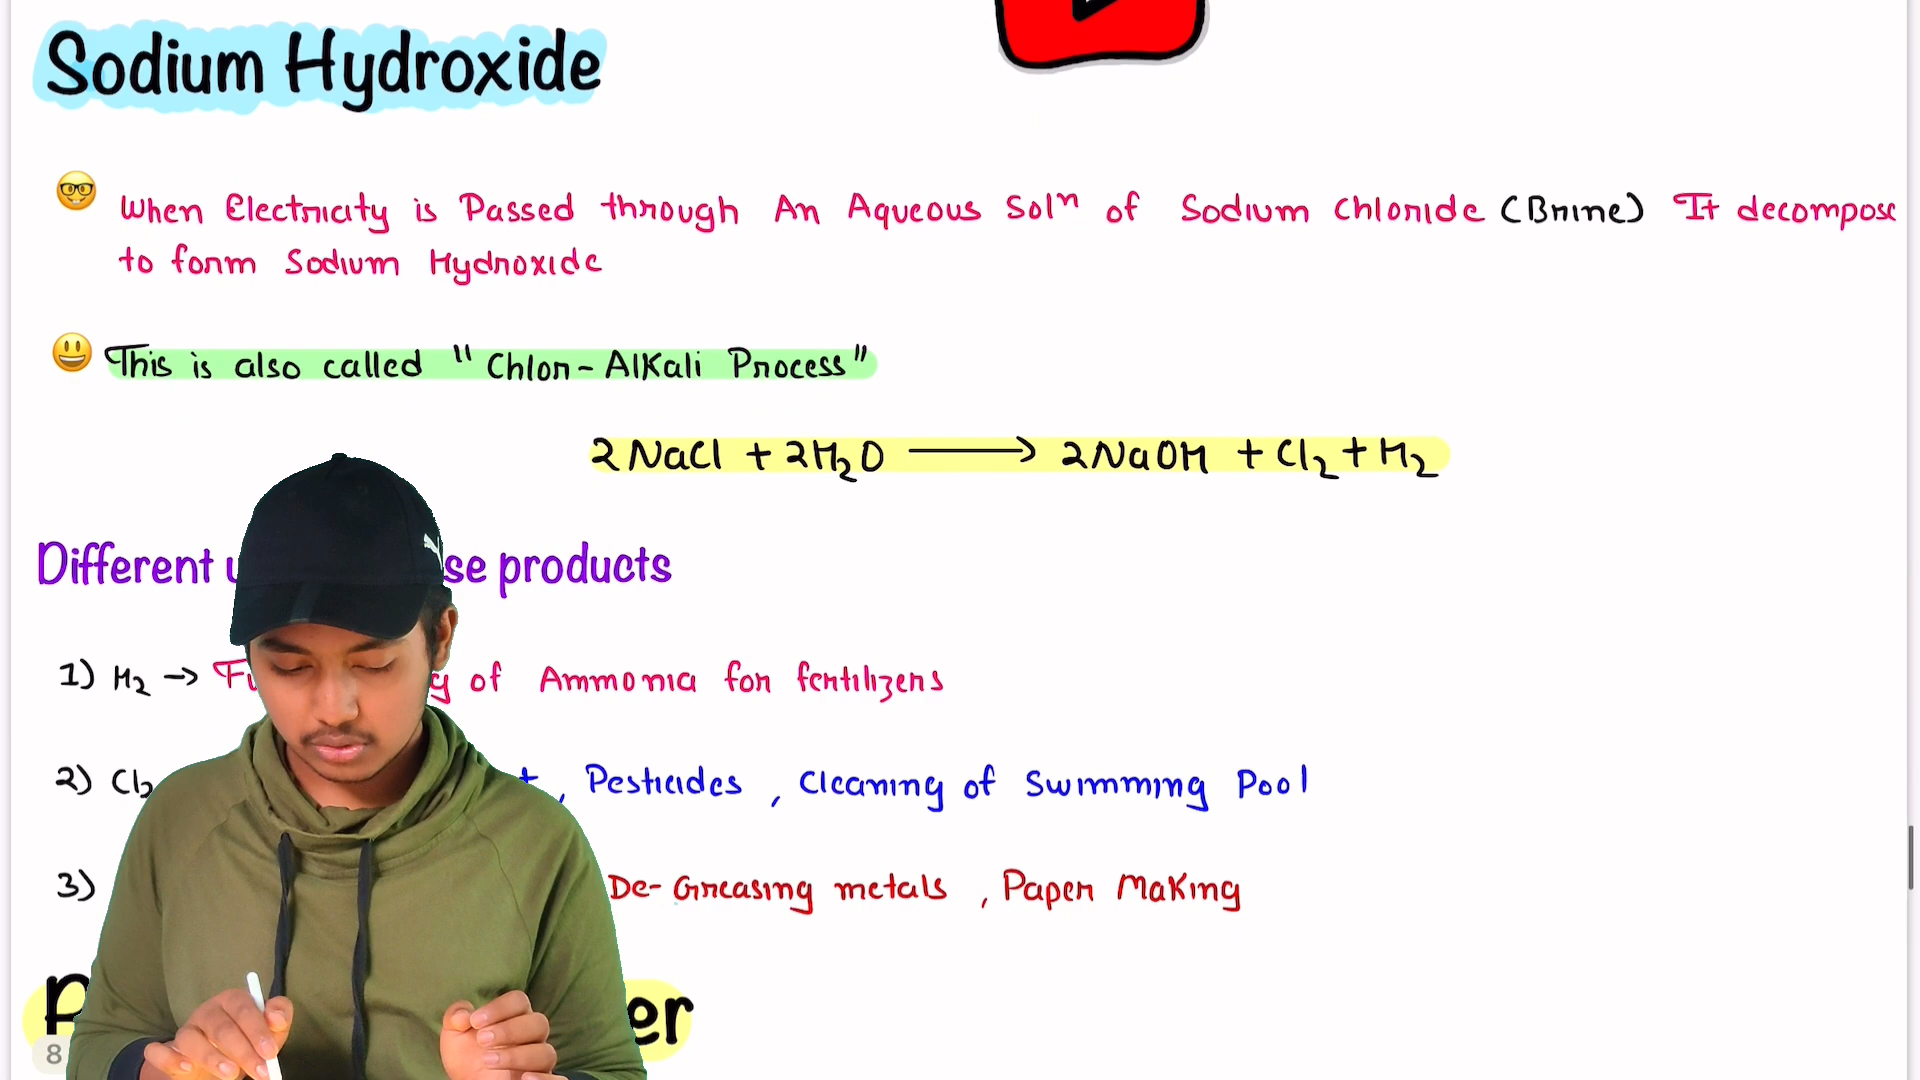 Sodium Hydroxide
When Electricity is Passed through An Aqueous Solⁿ of Sodium Chloride (Brine) It decompose
to form Sodium Hydroxide
This is also called "Chlor-Alkali Process"
2NaCl + 2H₂O ⟶ 2NaOH + Cl₂ + H₂
Different products
1) H₂ → of Ammonia for fertilizers
2) Cl₂ , Pesticides , Cleaning of Swimming Pool
3) De-Greasing metals , Paper Making
8